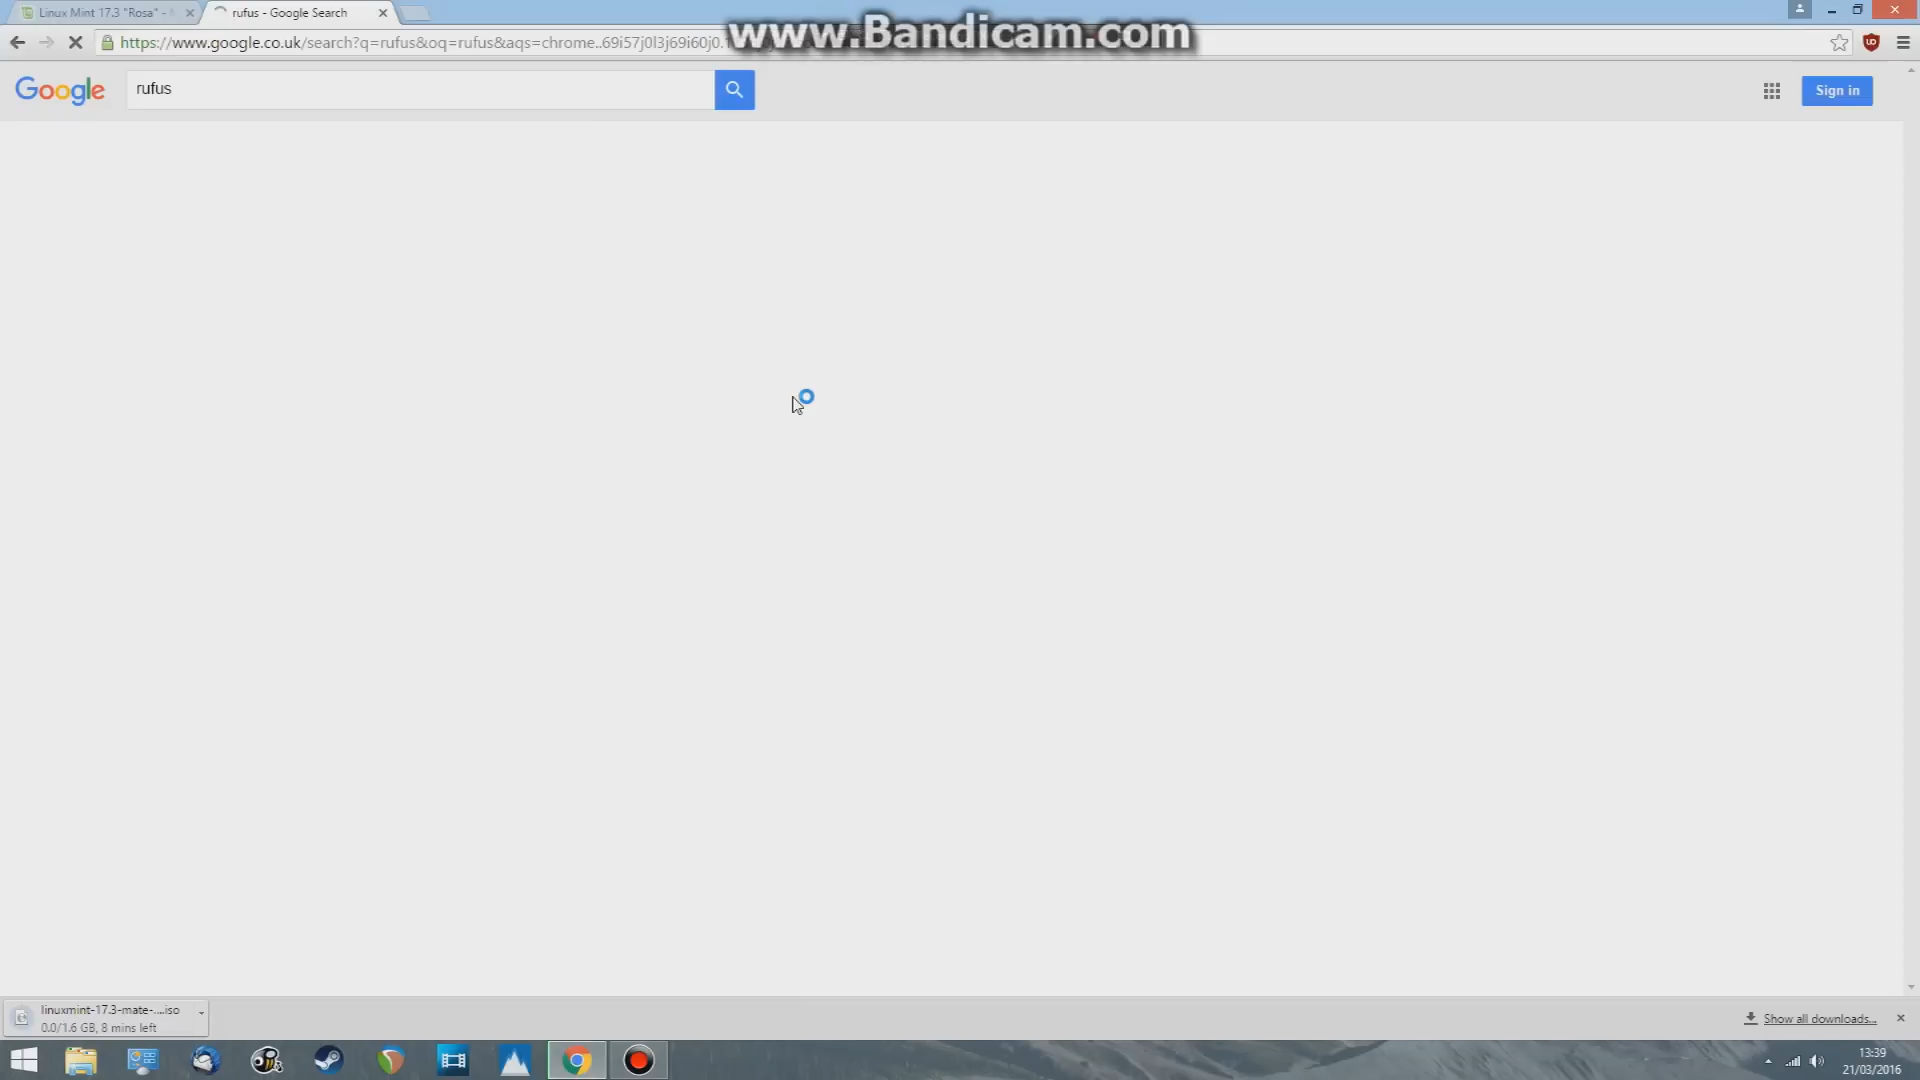 Linux Mint 17.3 "Rosa" -
rufus - Google Search
www.Bandicam.com
https://www.google.co.uk/search?q=rufus&oq=rufus&aqs=chrome..69i57j0l3j69i60j0.
Google
rufus
Sign in
linuxmint-17.3-mate-....iso
0.0/1.6 GB, 8 mins left
Show all downloads...
13:39
21/03/2016